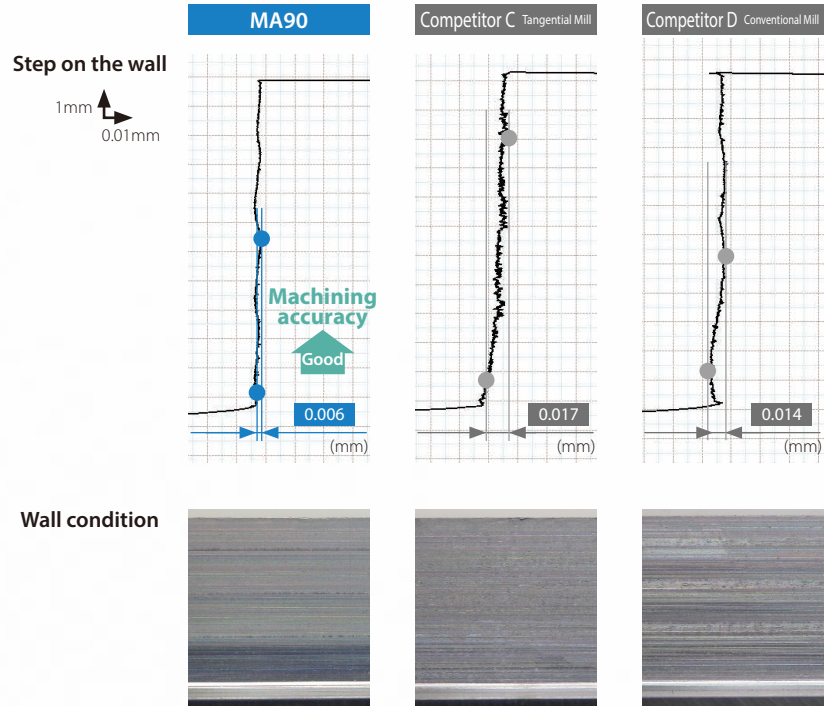 MA90
Competitor C Tangential Mill
Competitor D Conventional Mill
Step on the wall
1mm
0.01mm
Machining
accuracy
Good
0.006
(mm)
0.017
(mm)
0.014
(mm)
Wall condition